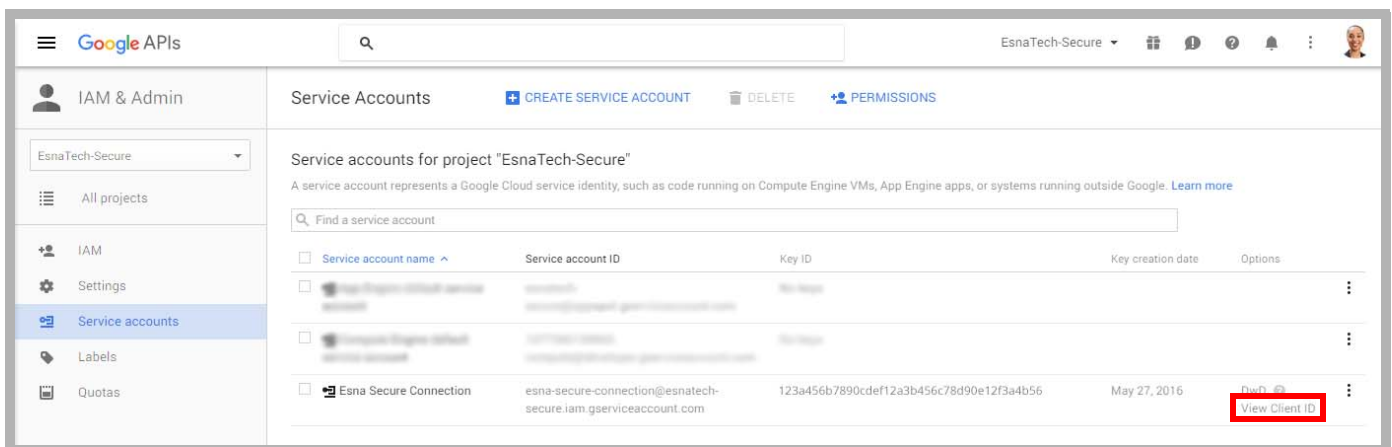 Google APIs
EsnaTech-Secure
IAM & Admin
Service Accounts
CREATE SERVICE ACCOUNT
DELETE
PERMISSIONS
EsnaTech-Secure
All projects
IAM
Settings
Service accounts
Labels
Quotas
Service accounts for project "EsnaTech-Secure"
A service account represents a Google Cloud service identity, such as code running on Compute Engine VMs, App Engine apps, or systems running outside Google. Learn more
Find a service account
Service account name
Service account ID
Key ID
Key creation date
Options
Esna Secure Connection
esna-secure-connection@esnatech-
secure.iam.gserviceaccount.com
123a456b7890cdef12a3b456c78d90e12f3a4b56
May 27, 2016
DwD
View Client ID